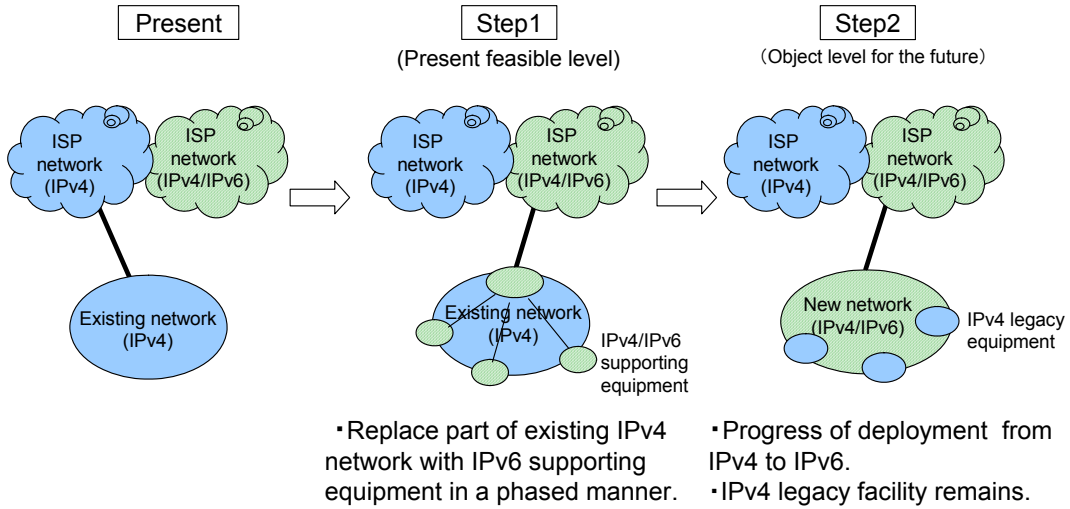 Present
Step1
(Present feasible level)
Step2
（Object level for the future）
ISP
network
(IPv4)
ISP
network
(IPv4/IPv6)
Existing network
(IPv4)
ISP
network
(IPv4)
ISP
network
(IPv4/IPv6)
Existing network
(IPv4)
IPv4/IPv6
supporting
equipment
ISP
network
(IPv4)
ISP
network
(IPv4/IPv6)
New network
(IPv4/IPv6)
IPv4 legacy
equipment
・Replace part of existing IPv4
network with IPv6 supporting
equipment in a phased manner.
・Progress of deployment from
IPv4 to IPv6.
・IPv4 legacy facility remains.